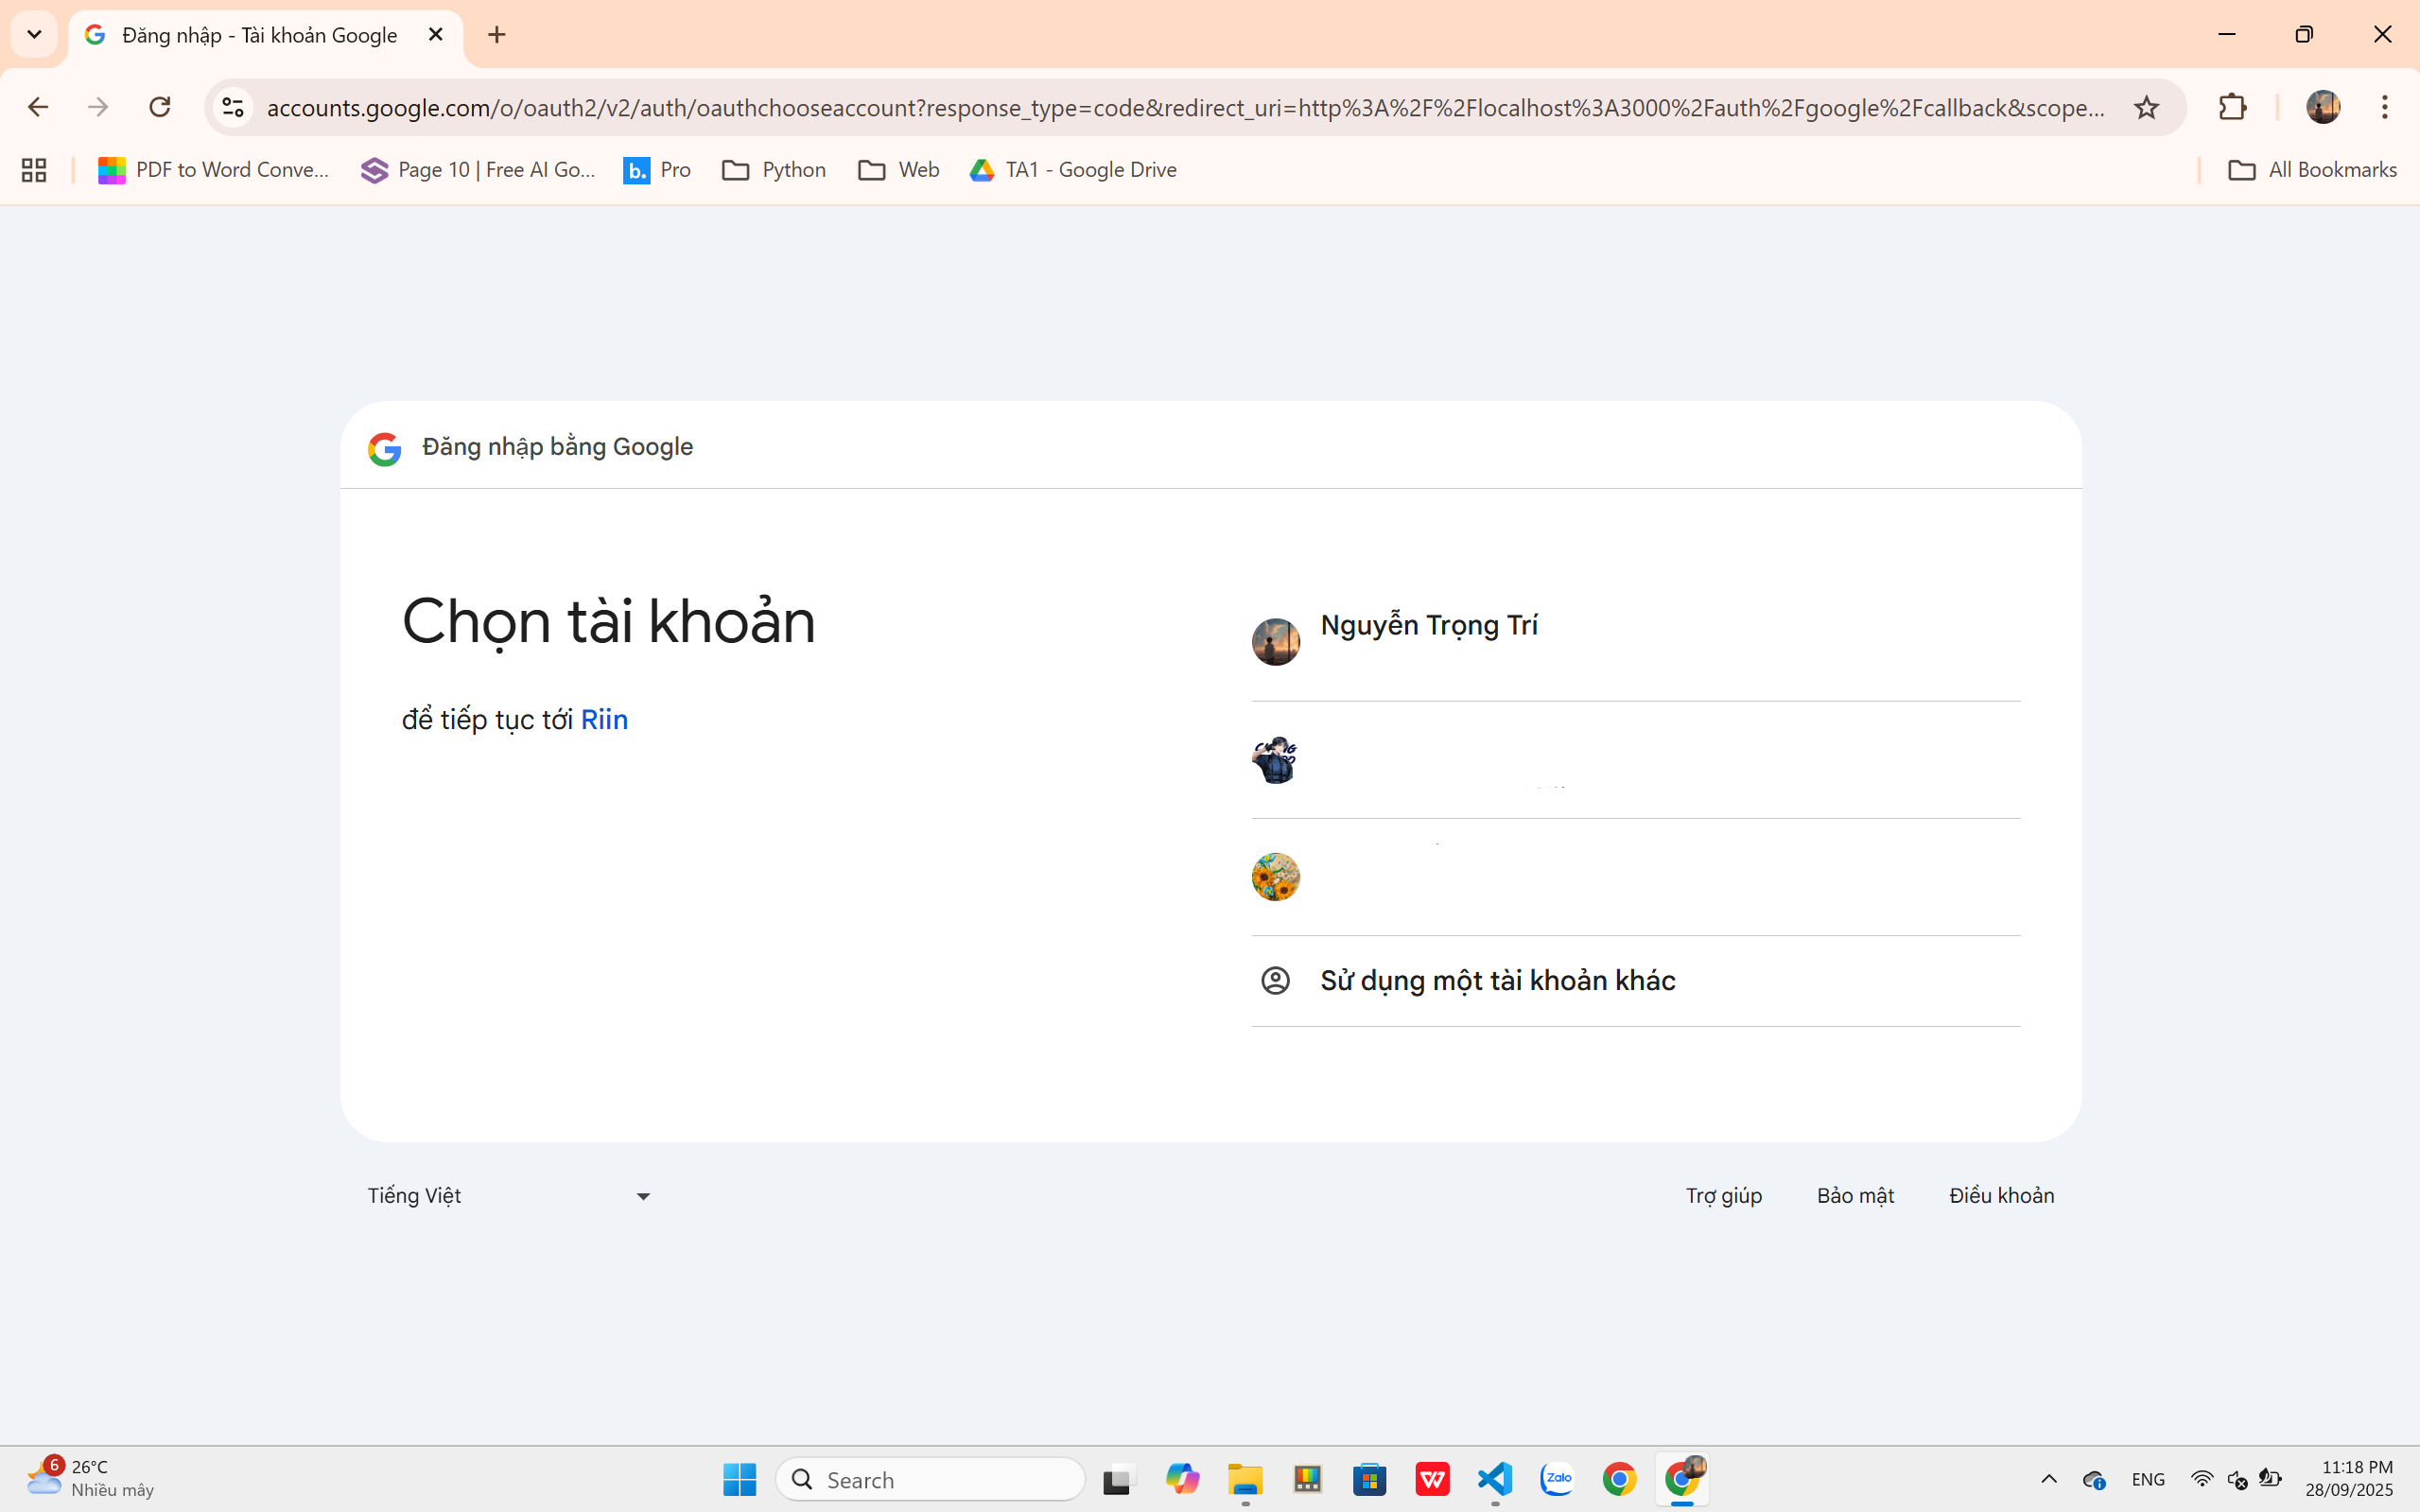 Đăng nhập - Tài khoản Google
accounts.google.com/o/oauth2/v2/auth/oauthchooseaccount?response_type=code&redirect_uri=http%3A%2F%2Flocalhost%3A3000%2Fauth%2Fgoogle%2Fcallback&scope...
PDF to Word Conve... Page 10 | Free AI Go... b. Pro Python Web TA1 - Google Drive All Bookmarks
Đăng nhập bằng Google
Chọn tài khoản
để tiếp tục tới Riin
Nguyễn Trọng Trí
Sử dụng một tài khoản khác
Tiếng Việt Trợ giúp Bảo mật Điều khoản
6 26°C
Nhiều mây
Search
Zalo
ENG
11:18 PM
28/09/2025